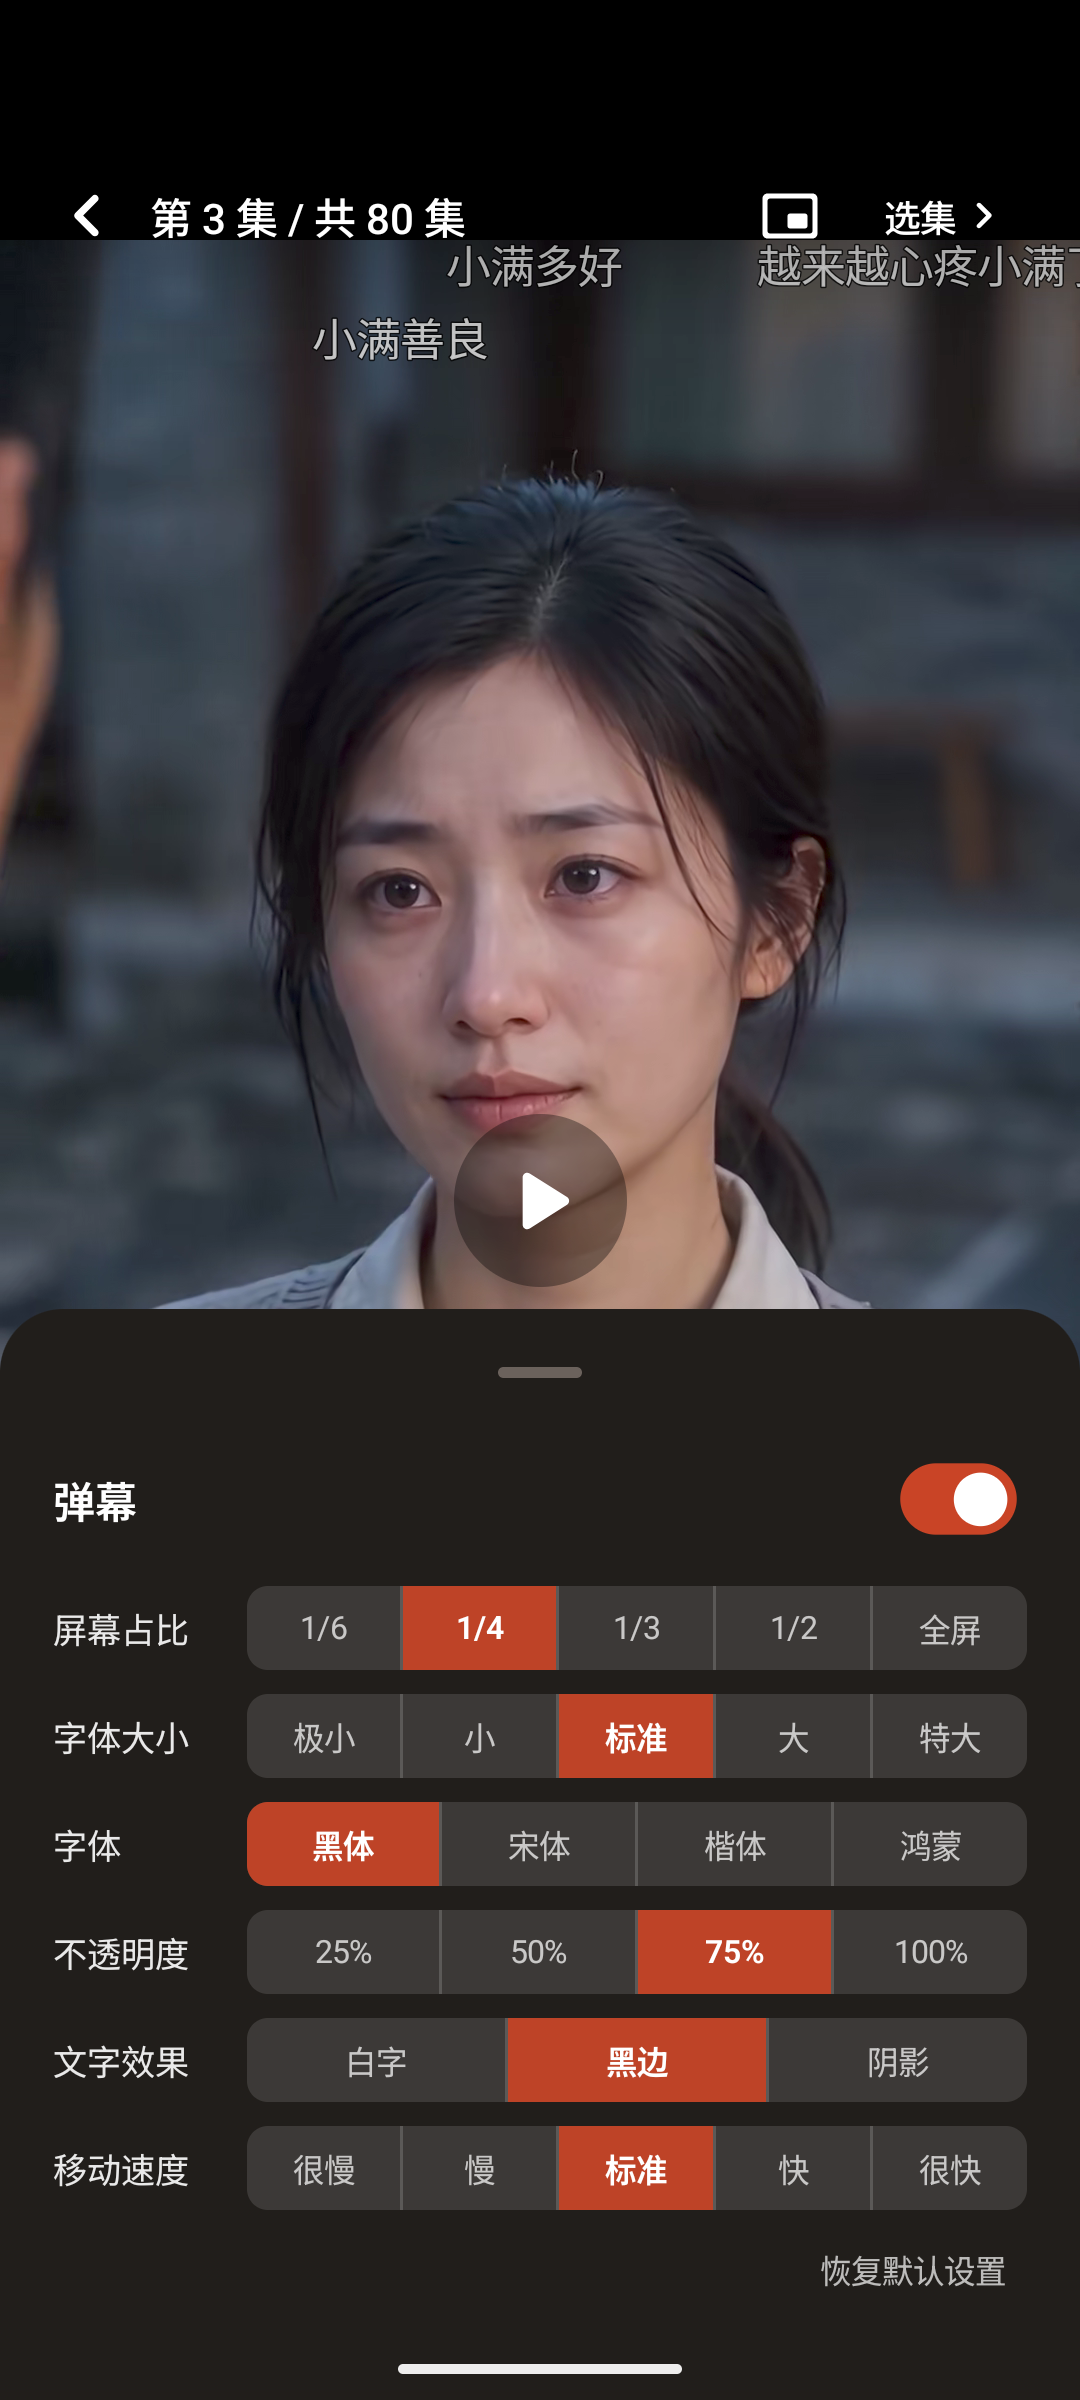 第 3 集 / 共 80 集
选集
小满多好
越来越心疼小满了
小满善良
弹幕
屏幕占比 1/6 1/4 1/3 1/2 全屏
字体大小 极小 小 标准 大 特大
字体 黑体 宋体 楷体 鸿蒙
不透明度 25% 50% 75% 100%
文字效果 白字 黑边 阴影
移动速度 很慢 慢 标准 快 很快
恢复默认设置